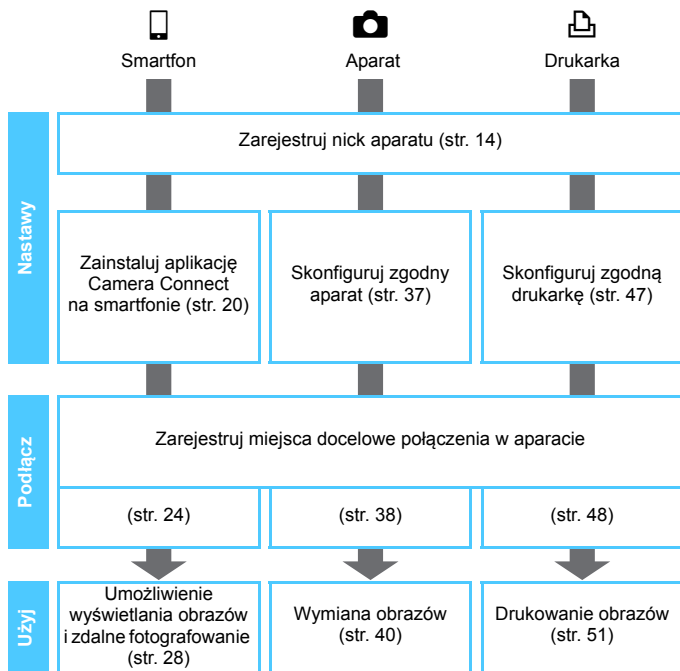 Smartfon
Aparat
Drukarka
Nastawy
Zarejestruj nick aparatu (str. 14)
Zainstaluj aplikację
Camera Connect
na smartfonie (str. 20)
Skonfiguruj zgodny
aparat (str. 37)
Skonfiguruj zgodną
drukarkę (str. 47)
Podłącz
Zarejestruj miejsca docelowe połączenia w aparacie
(str. 24)
(str. 38)
(str. 48)
Użyj
Umożliwienie
wyświetlania obrazów
i zdalne fotografowanie
(str. 28)
Wymiana obrazów
(str. 40)
Drukowanie obrazów
(str. 51)